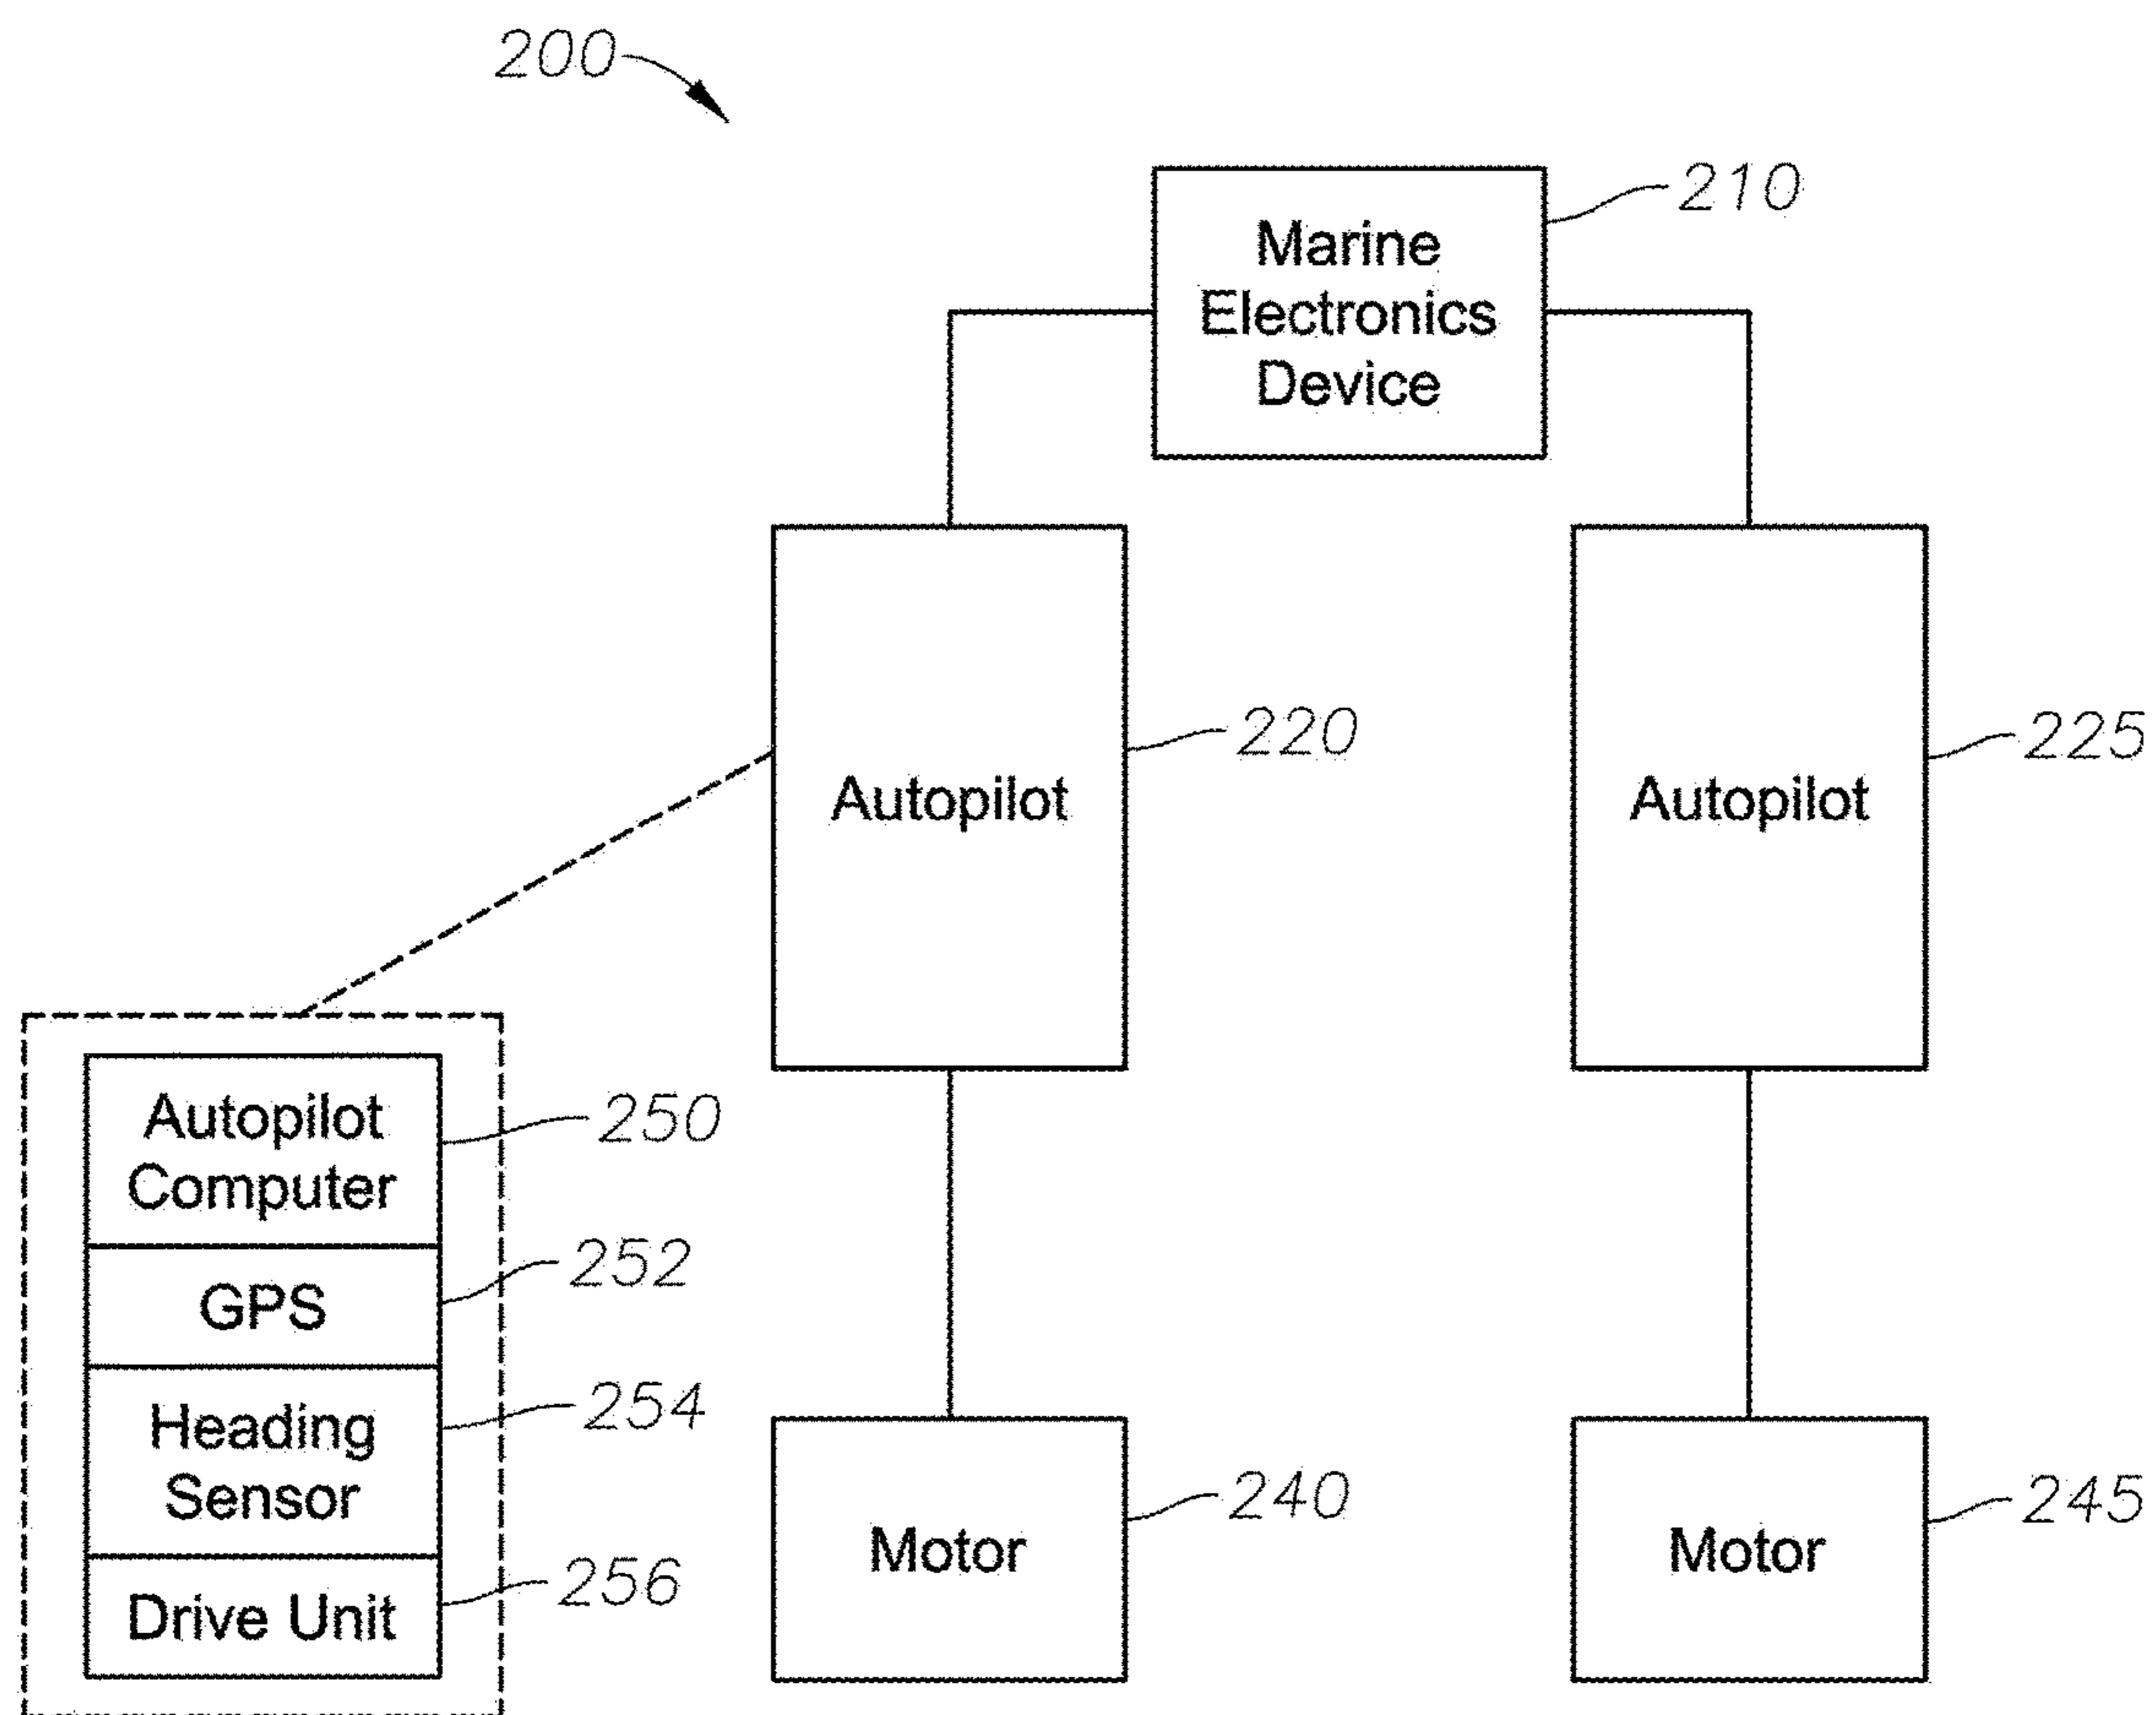 200
210
Marine
Electronics
Device
220
Autopilot
225
Autopilot
250
Autopilot
Computer
252
GPS
254
Heading
Sensor
256
Drive Unit
240
Motor
245
Motor